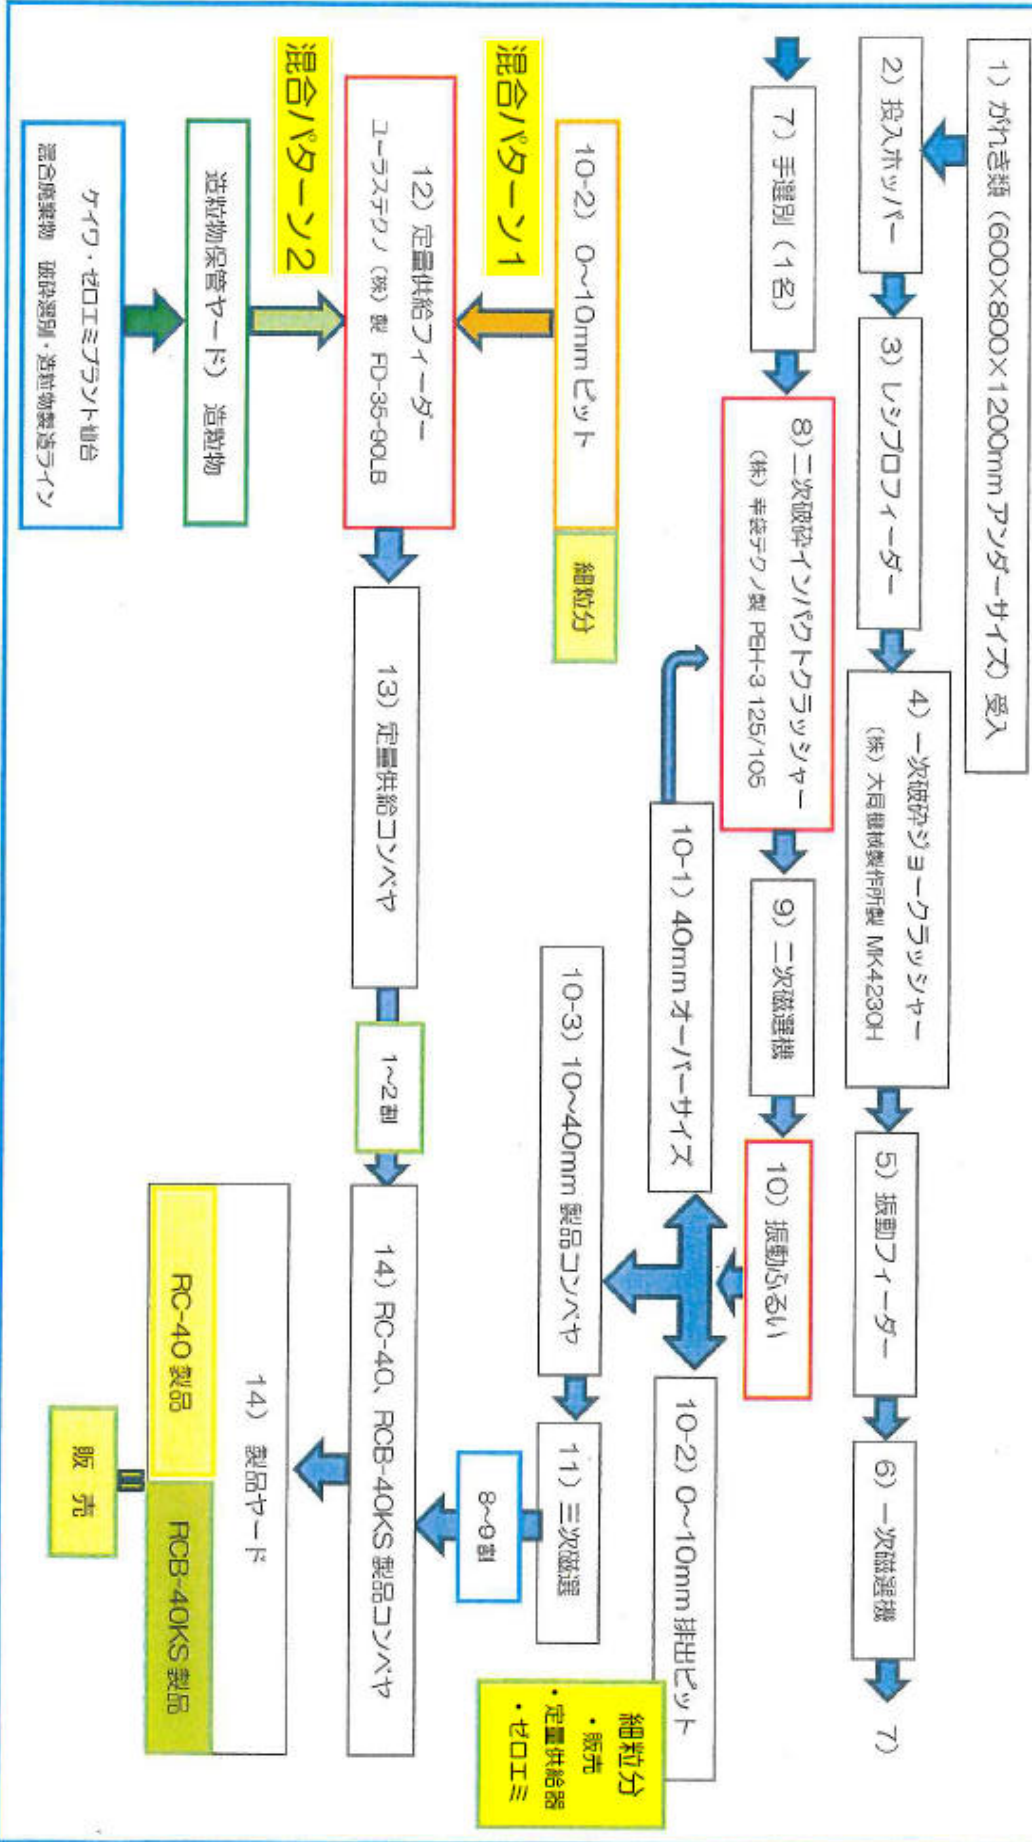 1）がれき類（600×800×1200mm アンダーサイズ）受入
2）投入ホッパー
3）レシプロフィーダー
4）一次破砕ジョークラッシャー
（株）大同機械製作所製 MK4230H
5）振動フィーダー
6）一次磁選機
7）
7）手選別（1名）
8）二次破砕インパクトクラッシャー
（株）幸袋テクノ製 PEH-3 125/105
9）二次磁選機
10）振動ふるい
10-1）40mm オーバーサイズ
10-2）0～10mm 排出ピット
細粒分
・販売
・定量供給器
・ゼロエミ
10-3）10～40mm 製品コンベヤ
11）三次磁選
8～9割
混合パターン1
10-2） 0～10mm ピット
細粒分
12）定量供給フィーダー
ユーラステクノ（株）製 FD-35-90LB
13）定量供給コンベヤ
1～2割
14）RC-40、RCB-40KS 製品コンベヤ
混合パターン2
造粒物保管ヤード） 造粒物
ケイワ・ゼロエミプラント仙台
混合廃棄物 破砕選別・造粒物製造ライン
14） 製品ヤード
RC-40 製品
RCB-40KS 製品
販 売